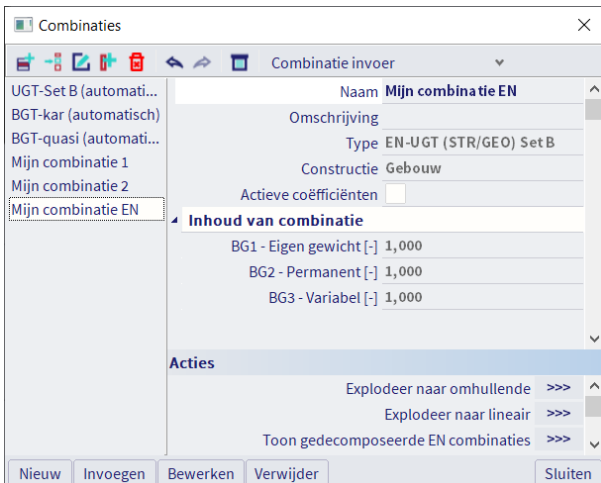 Combinaties
Combinatie invoer
UGT-Set B (automati...
BGT-kar (automatisch)
BGT-quasi (automati...
Mijn combinatie 1
Mijn combinatie 2
Mijn combinatie EN
Naam Mijn combinatie EN
Omschrijving
Type EN-UGT (STR/GEO) Set B
Constructie Gebouw
Actieve coëfficiënten
Inhoud van combinatie
BG1 - Eigen gewicht [-] 1,000
BG2 - Permanent [-] 1,000
BG3 - Variabel [-] 1,000
Acties
Explodeer naar omhullende >>>
Explodeer naar lineair >>>
Toon gedecomposeerde EN combinaties >>>
Nieuw Invoegen Bewerken Verwijder Sluiten